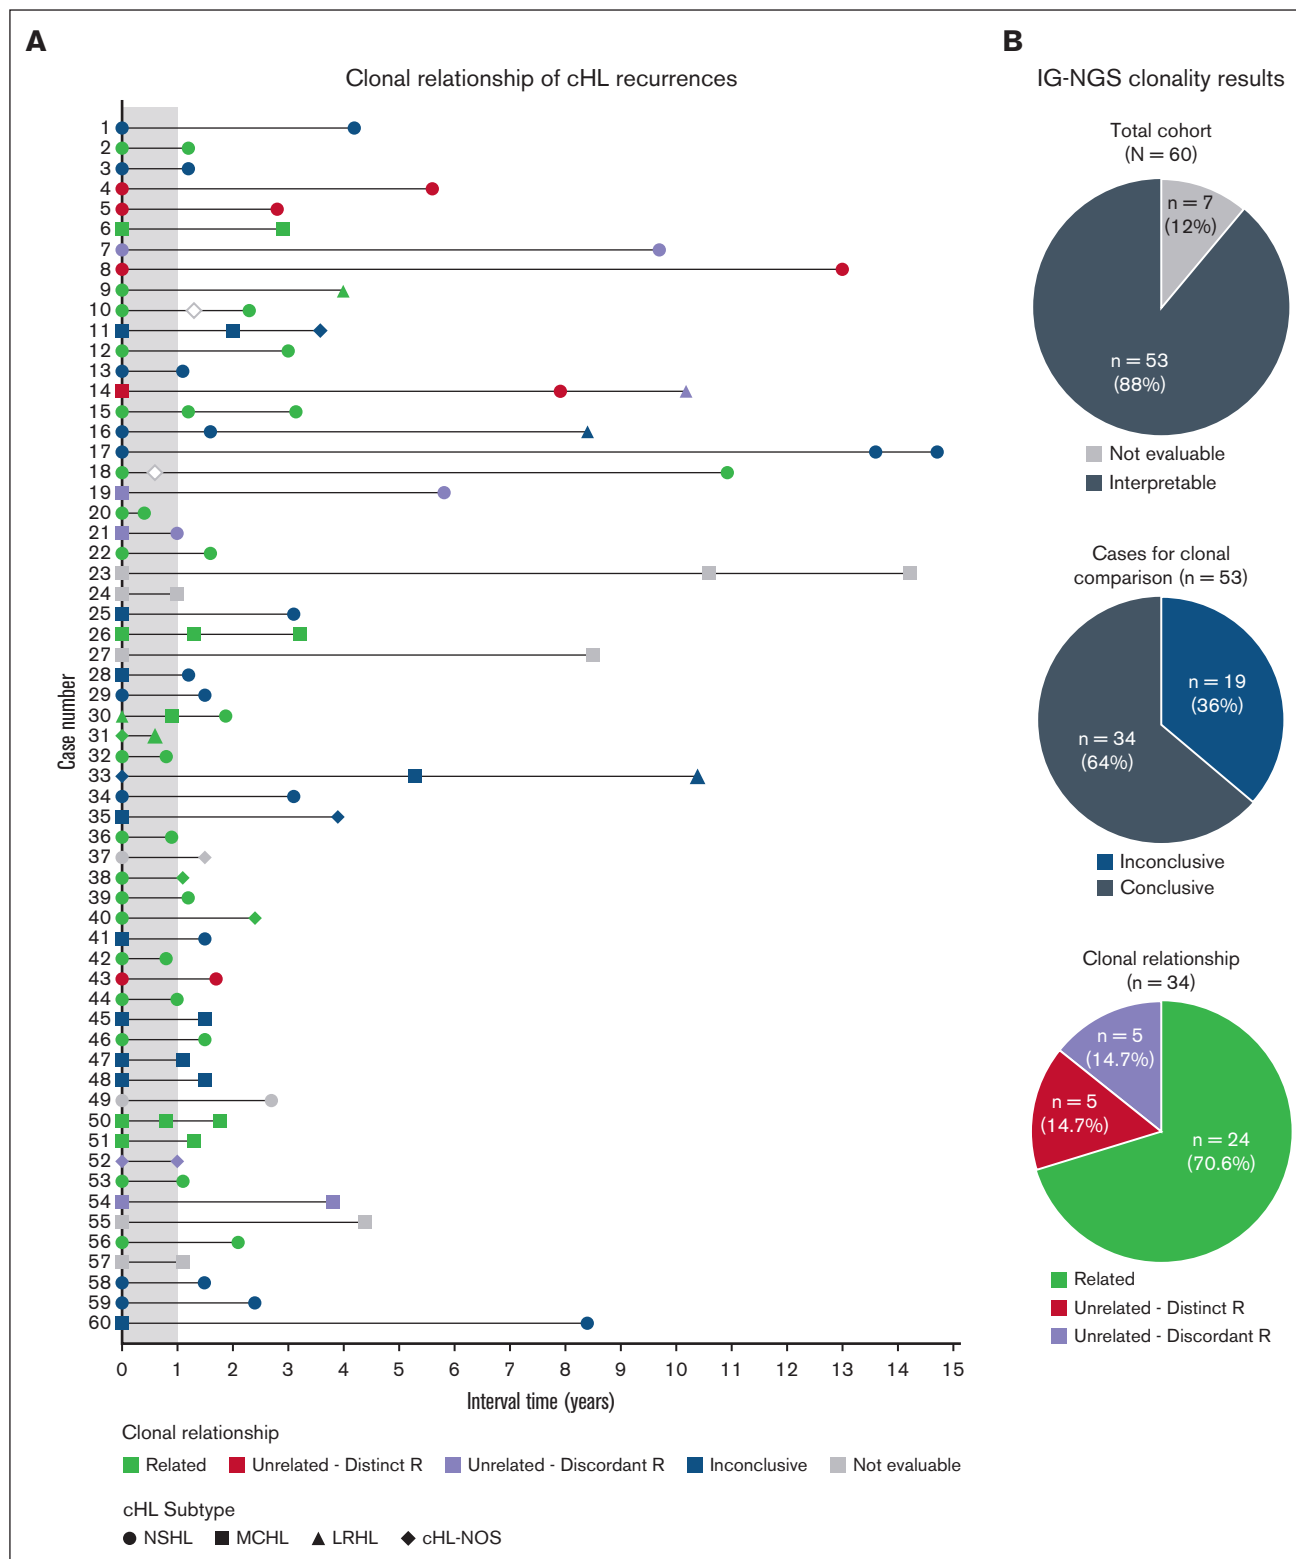 A
Clonal relationship of cHL recurrences
Case number
1
2
3
4
5
6
7
8
9
10
11
12
13
14
15
16
17
18
19
20
21
22
23
24
25
26
27
28
29
30
31
32
33
34
35
36
37
38
39
40
41
42
43
44
45
46
47
48
49
50
51
52
53
54
55
56
57
58
59
60
0 1 2 3 4 5 6 7 8 9 10 11 12 13 14 15
Interval time (years)
Clonal relationship
Related Unrelated - Distinct R Unrelated - Discordant R Inconclusive Not evaluable
cHL Subtype
NSHL MCHL LRHL cHL-NOS
B
IG-NGS clonality results
Total cohort
(N = 60)
n = 7
(12%)
n = 53
(88%)
Not evaluable
Interpretable
Cases for clonal
comparison (n = 53)
n = 19
(36%)
n = 34
(64%)
Inconclusive
Conclusive
Clonal relationship
(n = 34)
n = 5
(14.7%)
n = 5
(14.7%)
n = 24
(70.6%)
Related
Unrelated - Distinct R
Unrelated - Discordant R